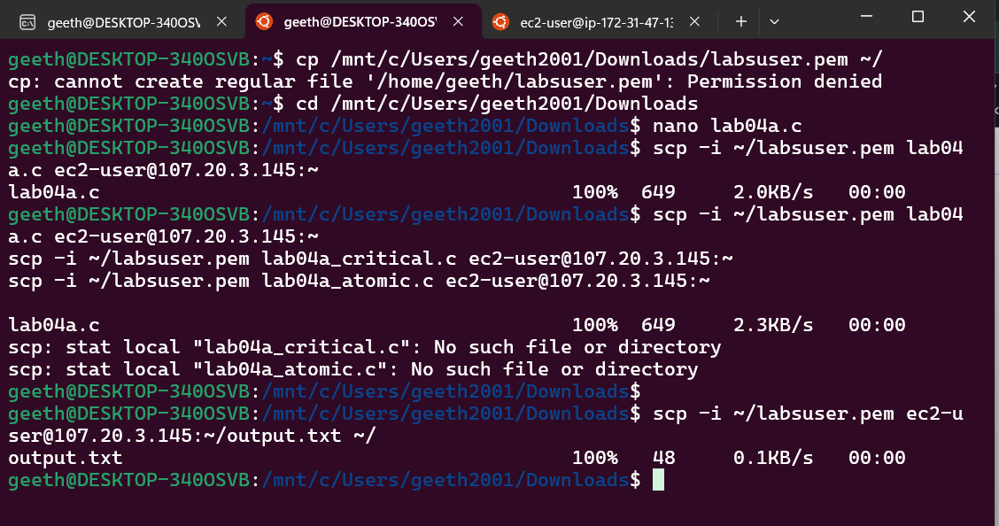 geeth@DESKTOP-340OSV
geeth@DESKTOP-340OSV
ec2-user@ip-172-31-47-13
geeth@DESKTOP-340OSVB:~$ cp /mnt/c/Users/geeth2001/Downloads/labsuser.pem ~/
cp: cannot create regular file '/home/geeth/labsuser.pem': Permission denied
geeth@DESKTOP-340OSVB:~$ cd /mnt/c/Users/geeth2001/Downloads
geeth@DESKTOP-340OSVB:/mnt/c/Users/geeth2001/Downloads$ nano lab04a.c
geeth@DESKTOP-340OSVB:/mnt/c/Users/geeth2001/Downloads$ scp -i ~/labsuser.pem lab04
a.c ec2-user@107.20.3.145:~
lab04a.c 100% 649 2.0KB/s 00:00
geeth@DESKTOP-340OSVB:/mnt/c/Users/geeth2001/Downloads$ scp -i ~/labsuser.pem lab04
a.c ec2-user@107.20.3.145:~
scp -i ~/labsuser.pem lab04a_critical.c ec2-user@107.20.3.145:~
scp -i ~/labsuser.pem lab04a_atomic.c ec2-user@107.20.3.145:~
lab04a.c 100% 649 2.3KB/s 00:00
scp: stat local "lab04a_critical.c": No such file or directory
scp: stat local "lab04a_atomic.c": No such file or directory
geeth@DESKTOP-340OSVB:/mnt/c/Users/geeth2001/Downloads$
geeth@DESKTOP-340OSVB:/mnt/c/Users/geeth2001/Downloads$ scp -i ~/labsuser.pem ec2-u
ser@107.20.3.145:~/output.txt ~/
output.txt 100% 48 0.1KB/s 00:00
geeth@DESKTOP-340OSVB:/mnt/c/Users/geeth2001/Downloads$